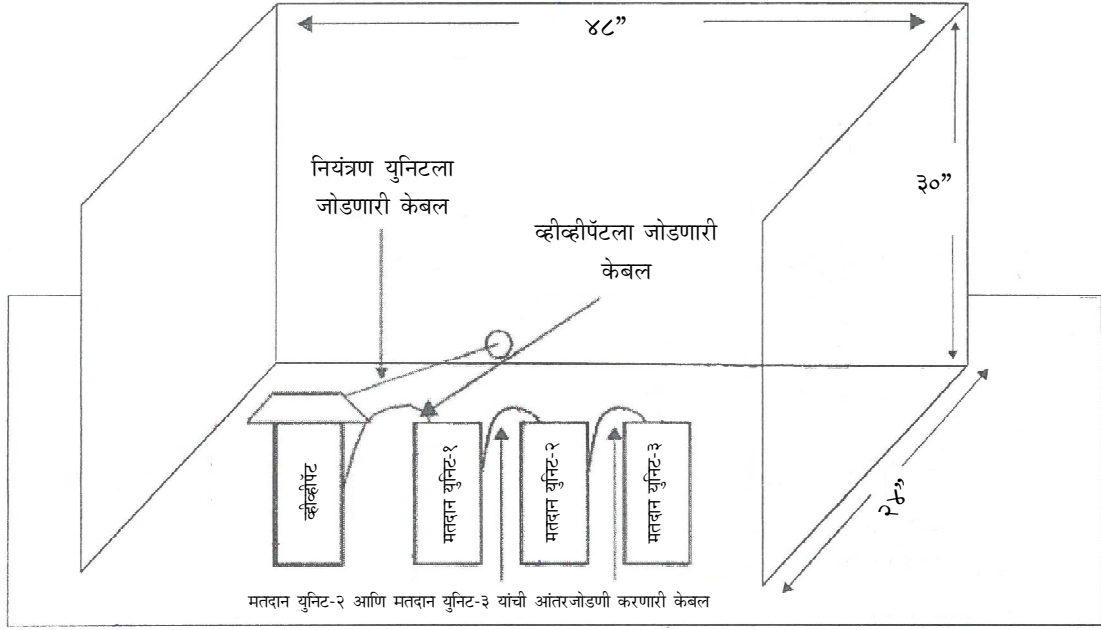 ४८”
नियंत्रण युनिटला
जोडणारी केबल
३०”
व्हीव्हीपॅटला जोडणारी
केबल
व्हीव्हीपॅट
मतदान युनिट-१
मतदान युनिट-२
मतदान युनिट-३
२४”
मतदान युनिट-२ आणि मतदान युनिट-३ यांची आंतरजोडणी करणारी केबल